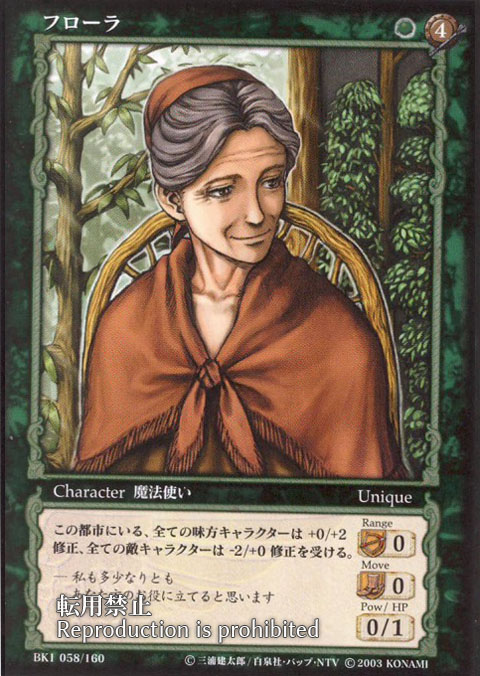 フローラ
4
Character 魔法使い
Unique
この都市にいる、全ての味方キャラクターは +0/+2
修正、全ての敵キャラクターは -2/+0 修正を受ける。
Range
0
Move
0
Pow/ HP
0/1
― 私も多少なりとも
お役に立てると思います
転用禁止
Reproduction is prohibited
BK1 058/160
© 三浦建太郎/白泉社・バップ・NTV © 2003 KONAMI